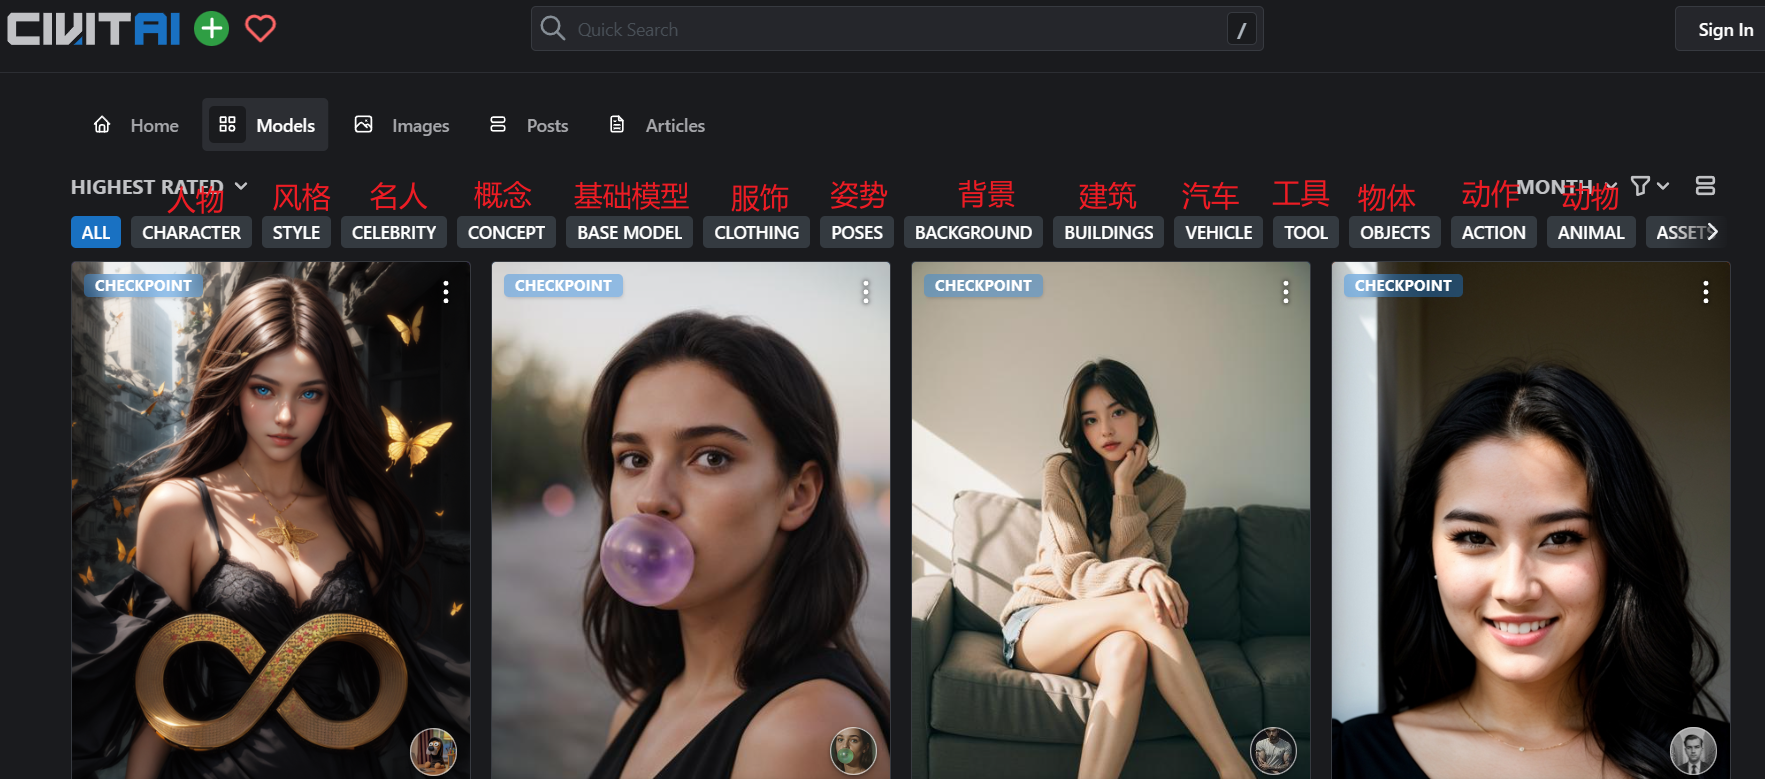 CIVITAI
Quick Search /
Sign In
Home Models Images Posts Articles
HIGHEST RATED MONTH
人物 风格 名人 概念 基础模型 服饰 姿势 背景 建筑 汽车 工具 物体 动作 动物
ALL CHARACTER STYLE CELEBRITY CONCEPT BASE MODEL CLOTHING POSES BACKGROUND BUILDINGS VEHICLE TOOL OBJECTS ACTION ANIMAL ASSETS
CHECKPOINT CHECKPOINT CHECKPOINT CHECKPOINT